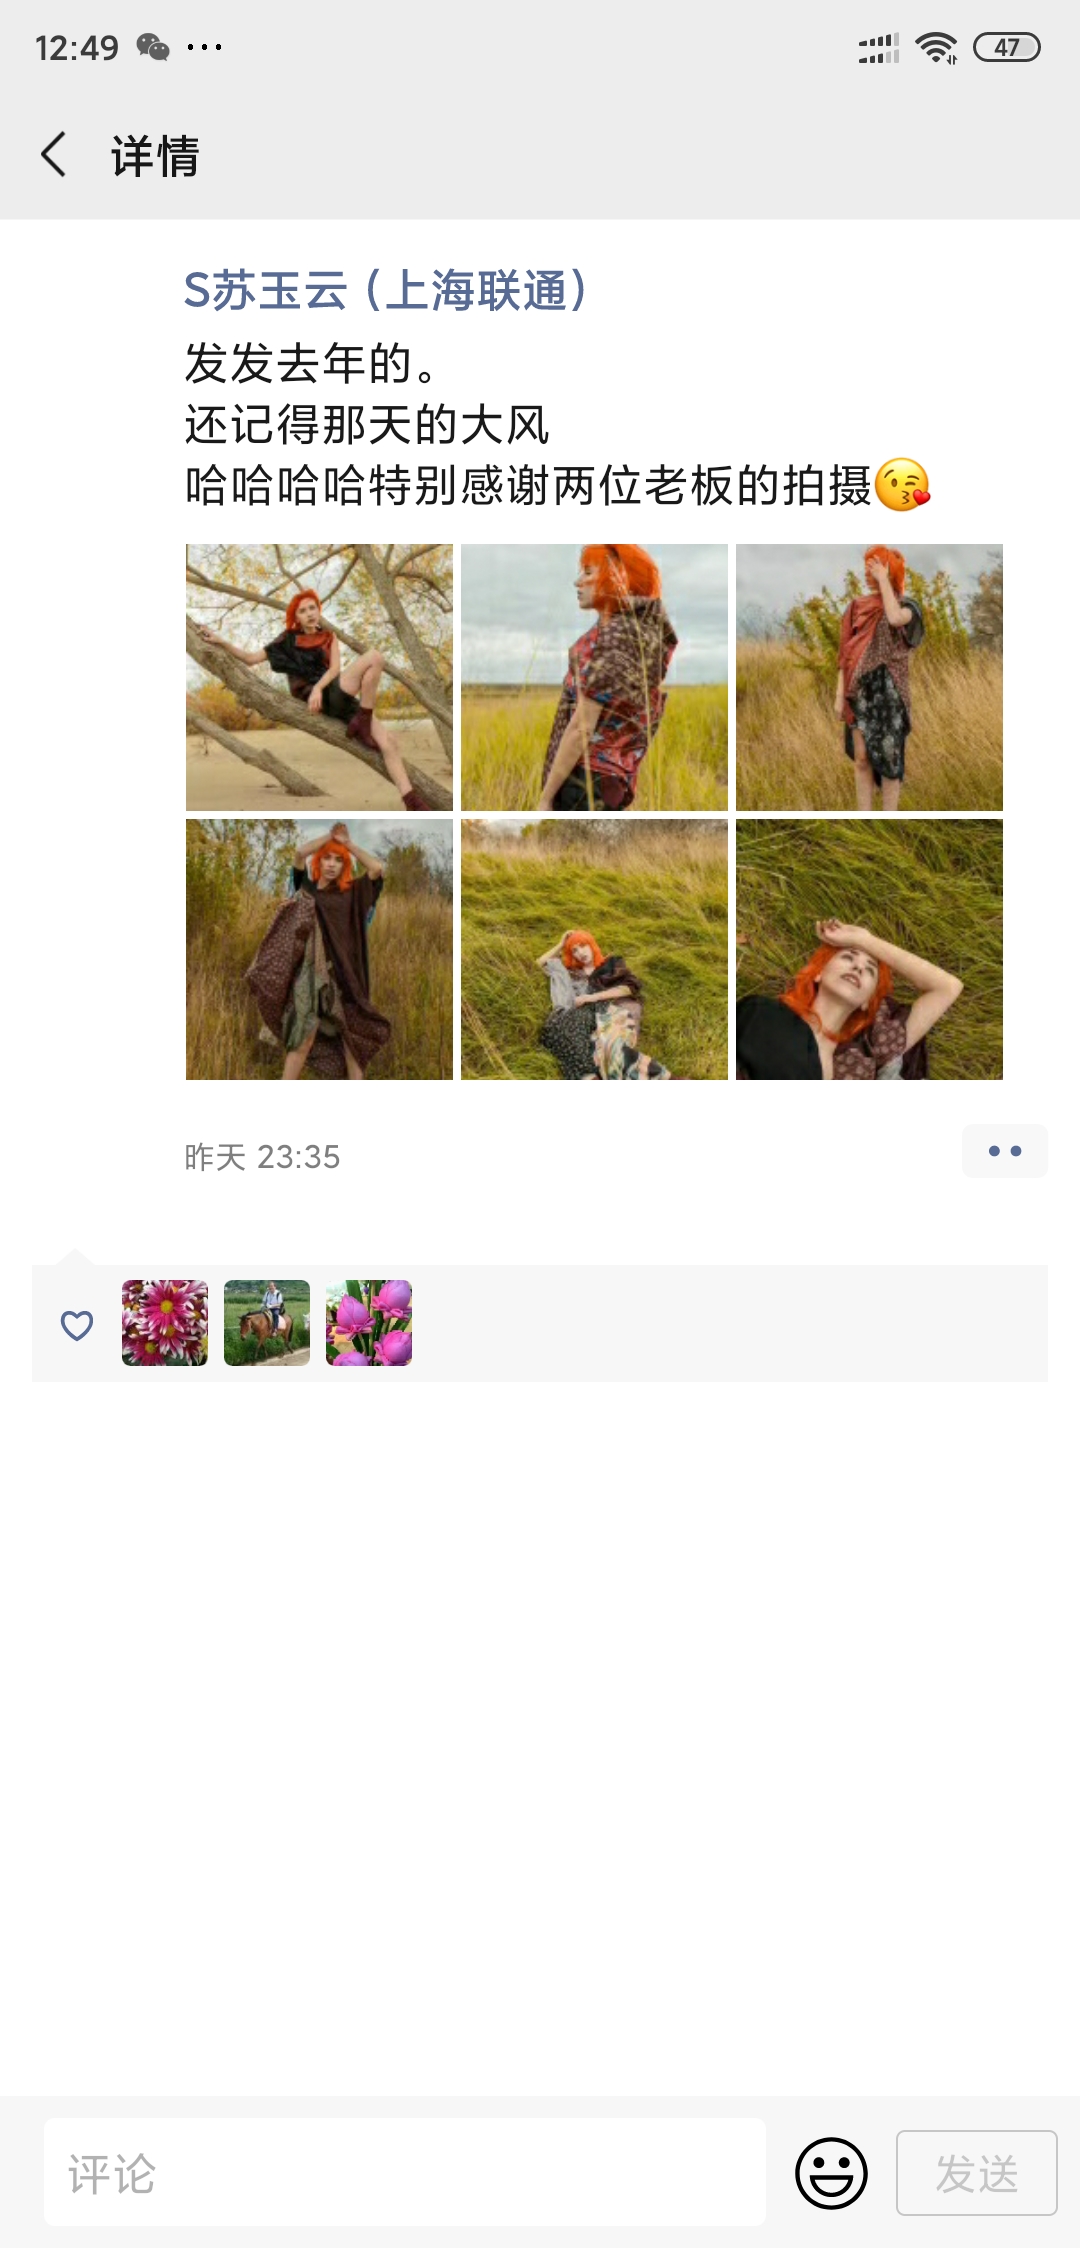 12:49
47
详情
S苏玉云（上海联通）
发发去年的。
还记得那天的大风
哈哈哈哈特别感谢两位老板的拍摄😘
昨天 23:35
评论
发送